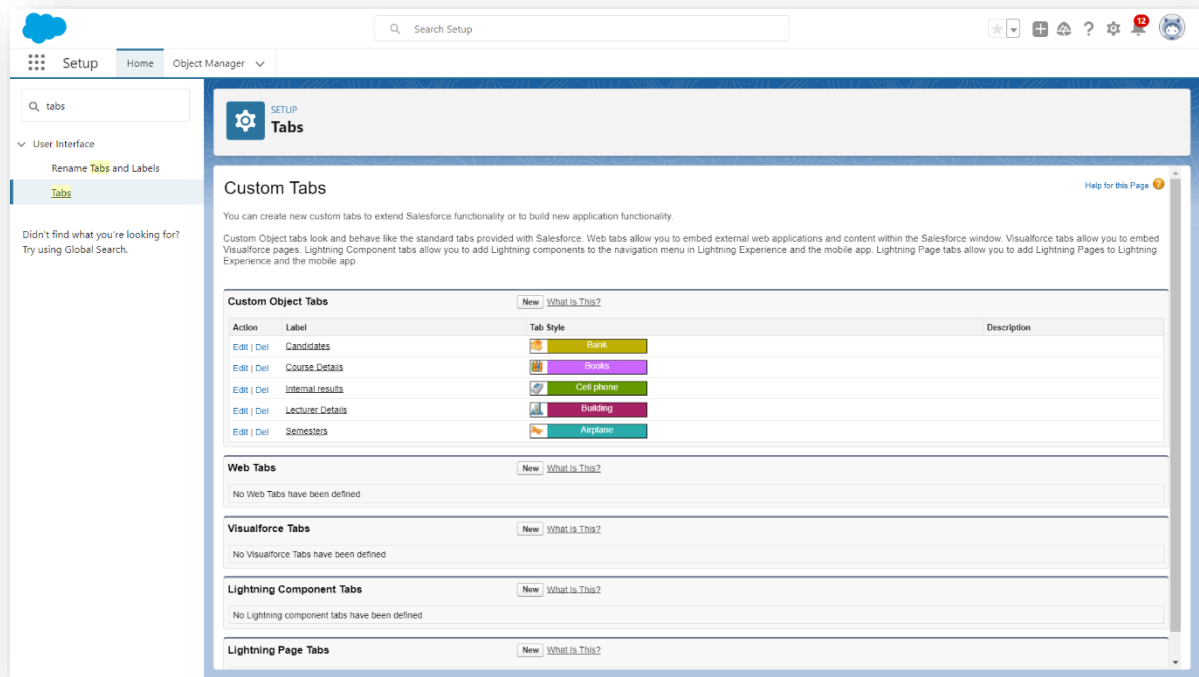 Search Setup
12
Setup
Home
Object Manager
tabs
User Interface
Rename Tabs and Labels
Tabs
Didn't find what you're looking for?
Try using Global Search.
SETUP
Tabs
Custom Tabs
Help for this Page
You can create new custom tabs to extend Salesforce functionality or to build new application functionality.
Custom Object tabs look and behave like the standard tabs provided with Salesforce. Web tabs allow you to embed external web applications and content within the Salesforce window. Visualforce tabs allow you to embed
Visualforce pages. Lightning Component tabs allow you to add Lightning components to the navigation menu in Lightning Experience and the mobile app. Lightning Page tabs allow you to add Lightning Pages to Lightning
Experience and the mobile app.
Custom Object Tabs New What Is This?
Action Label Tab Style Description
Edit | Del Candidates Bank
Edit | Del Course Details Books
Edit | Del Internal results Cell phone
Edit | Del Lecturer Details Building
Edit | Del Semesters Airplane
Web Tabs New What Is This?
No Web Tabs have been defined
Visualforce Tabs New What Is This?
No Visualforce Tabs have been defined
Lightning Component Tabs New What Is This?
No Lightning component tabs have been defined
Lightning Page Tabs New What Is This?